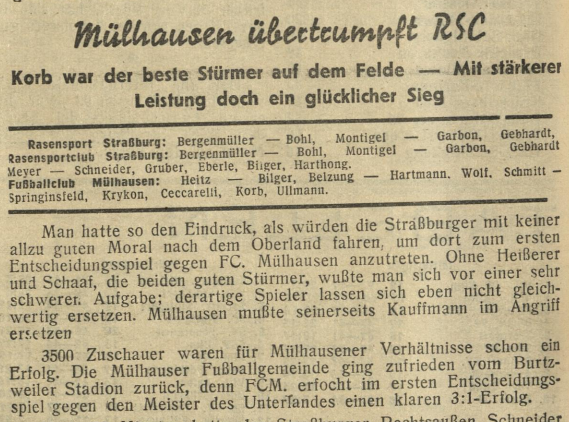 Mülhausen übertrumpft RSC
Korb war der beste Stürmer auf dem Felde — Mit stärkerer
Leistung doch ein glücklicher Sieg
Rasensport Straßburg: Bergenmüller — Bohl, Montigel — Garbon, Gebhardt,
Rasensportclub Straßburg: Bergenmüller — Bohl, Montigel — Garbon, Gebhardt
Meyer — Schneider, Gruber, Eberle, Bilger, Harthong.
Fußballclub Mülhausen: Heitz — Bilger, Belzung — Hartmann. Wolf, Schmitt —
Springinsfeld, Krykon, Ceccarelli, Korb, Ullmann.
Man hatte so den Eindruck, als würden die Straßburger mit keiner
allzu guten Moral nach dem Oberland fahren, um dort zum ersten
Entscheidungsspiel gegen FC. Mülhausen anzutreten. Ohne Heißerer
und Schaaf, die beiden guten Stürmer, wußte man sich vor einer sehr
schweren Aufgabe; derartige Spieler lassen sich eben nicht gleich-
wertig ersetzen. Mülhausen mußte seinerseits Kauffmann im Angriff
ersetzen
3500 Zuschauer waren für Mülhausener Verhältnisse schon ein
Erfolg. Die Mülhauser Fußballgemeinde ging zufrieden vom Burtz-
weiler Stadion zurück, denn FCM. erfocht im ersten Entscheidungs-
spiel gegen den Meister des Unterlandes einen klaren 3:1-Erfolg.
Straßburger Rechtsaußen Schneider